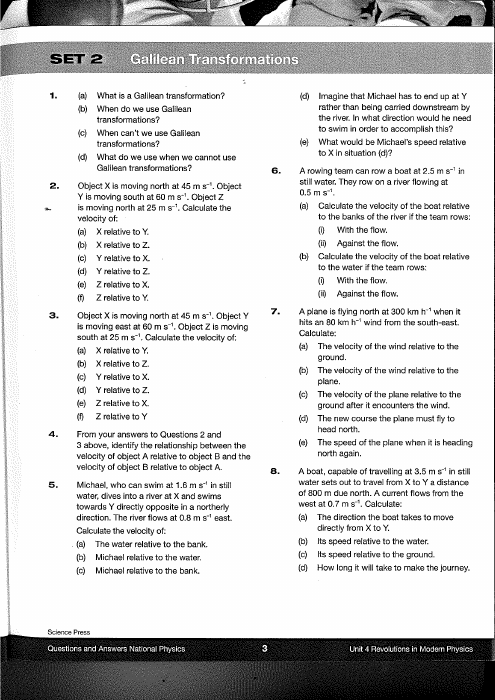 SET 2 Galilean Transformations
1. (a) What is a Galilean transformation?
(b) When do we use Galilean
transformations?
(c) When can't we use Galilean
transformations?
(d) What do we use when we cannot use
Galilean transformations?
2. Object X is moving north at 45 m s⁻¹. Object
Y is moving south at 60 m s⁻¹. Object Z
is moving north at 25 m s⁻¹. Calculate the
velocity of:
(a) X relative to Y.
(b) X relative to Z.
(c) Y relative to X.
(d) Y relative to Z.
(e) Z relative to X.
(f) Z relative to Y.
3. Object X is moving north at 45 m s⁻¹. Object Y
is moving east at 60 m s⁻¹. Object Z is moving
south at 25 m s⁻¹. Calculate the velocity of:
(a) X relative to Y.
(b) X relative to Z.
(c) Y relative to X.
(d) Y relative to Z.
(e) Z relative to X.
(f) Z relative to Y
4. From your answers to Questions 2 and
3 above, identify the relationship between the
velocity of object A relative to object B and the
velocity of object B relative to object A.
5. Michael, who can swim at 1.6 m s⁻¹ in still
water, dives into a river at X and swims
towards Y directly opposite in a northerly
direction. The river flows at 0.8 m s⁻¹ east.
Calculate the velocity of:
(a) The water relative to the bank.
(b) Michael relative to the water.
(c) Michael relative to the bank.
(d) Imagine that Michael has to end up at Y
rather than being carried downstream by
the river. In what direction would he need
to swim in order to accomplish this?
(e) What would be Michael's speed relative
to X in situation (d)?
6. A rowing team can row a boat at 2.5 m s⁻¹ in
still water. They row on a river flowing at
0.5 m s⁻¹.
(a) Calculate the velocity of the boat relative
to the banks of the river if the team rows:
(i) With the flow.
(ii) Against the flow.
(b) Calculate the velocity of the boat relative
to the water if the team rows:
(i) With the flow.
(ii) Against the flow.
7. A plane is flying north at 300 km h⁻¹ when it
hits an 80 km h⁻¹ wind from the south-east.
Calculate:
(a) The velocity of the wind relative to the
ground.
(b) The velocity of the wind relative to the
plane.
(c) The velocity of the plane relative to the
ground after it encounters the wind.
(d) The new course the plane must fly to
head north.
(e) The speed of the plane when it is heading
north again.
8. A boat, capable of travelling at 3.5 m s⁻¹ in still
water sets out to travel from X to Y a distance
of 800 m due north. A current flows from the
west at 0.7 m s⁻¹. Calculate:
(a) The direction the boat takes to move
directly from X to Y.
(b) Its speed relative to the water.
(c) Its speed relative to the ground.
(d) How long it will take to make the journey.
Science Press
Questions and Answers National Physics 3 Unit 4 Revolutions in Modern Physics